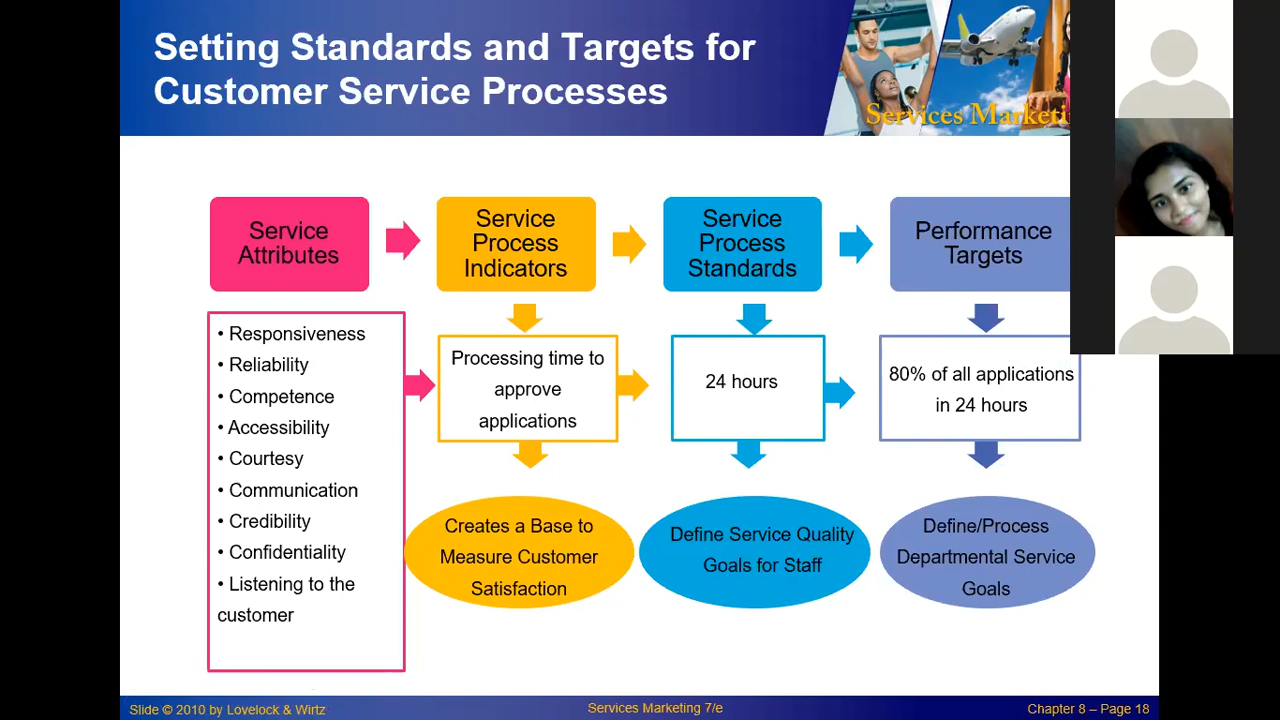 Setting Standards and Targets for
Customer Service Processes
Services Marketi
Service
Attributes
Service
Process
Indicators
Service
Process
Standards
Performance
Targets
• Responsiveness
• Reliability
• Competence
• Accessibility
• Courtesy
• Communication
• Credibility
• Confidentiality
• Listening to the
customer
Processing time to
approve
applications
24 hours
80% of all applications
in 24 hours
Creates a Base to
Measure Customer
Satisfaction
Define Service Quality
Goals for Staff
Define/Process
Departmental Service
Goals
Slide © 2010 by Lovelock & Wirtz
Services Marketing 7/e
Chapter 8 – Page 18